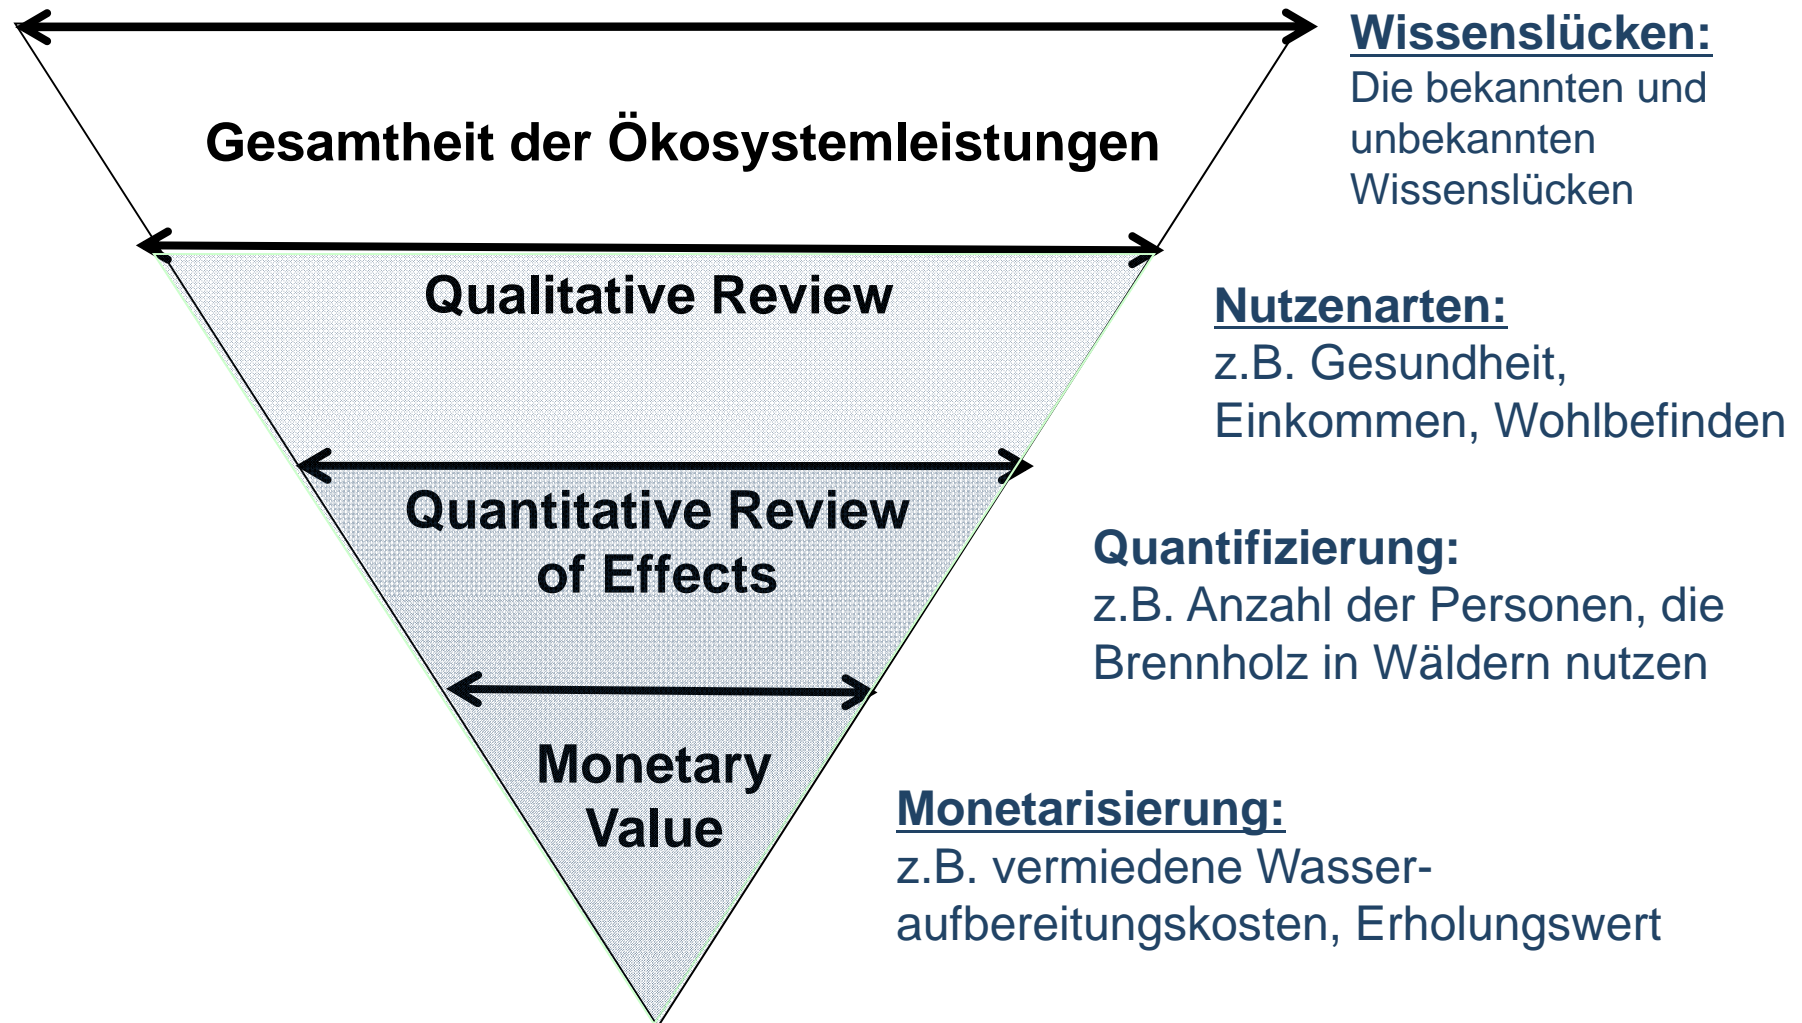 Wissenslücken:
Die bekannten und
unbekannten
Wissenslücken
Gesamtheit der Ökosystemleistungen
Qualitative Review
Nutzenarten:
z.B. Gesundheit,
Einkommen, Wohlbefinden
Quantitative Review
of Effects
Quantifizierung:
z.B. Anzahl der Personen, die
Brennholz in Wäldern nutzen
Monetary
Value
Monetarisierung:
z.B. vermiedene Wasser-
aufbereitungskosten, Erholungswert